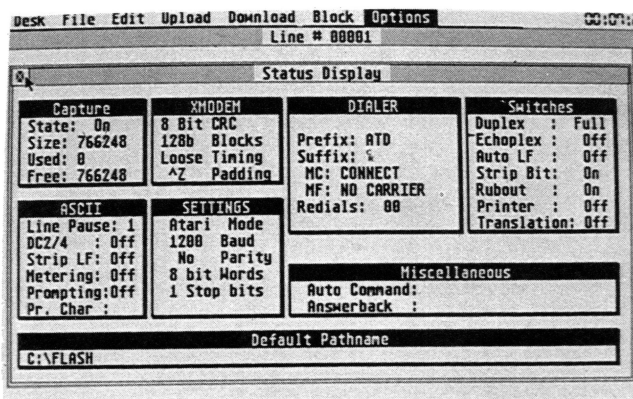 Desk File Edit Upload Download Block Options
Line # 00001
Status Display
Capture
State: On
Size: 766248
Used: 0
Free: 766248
XMODEM
8 Bit CRC
128b Blocks
Loose Timing
^Z Padding
DIALER
Prefix: ATD
Suffix: 
MC: CONNECT
MF: NO CARRIER
Redials: 00
Switches
Duplex : Full
Echoplex : Off
Auto LF : Off
Strip Bit: On
Rubout : On
Printer : Off
Translation: Off
ASCII
Line Pause: 1
DC2/4 : Off
Strip LF: Off
Metering: Off
Prompting:Off
Pr. Char :
SETTINGS
Atari Mode
1200 Baud
No Parity
8 bit Words
1 Stop bits
Miscellaneous
Auto Command:
Answerback :
Default Pathname
C:\FLASH